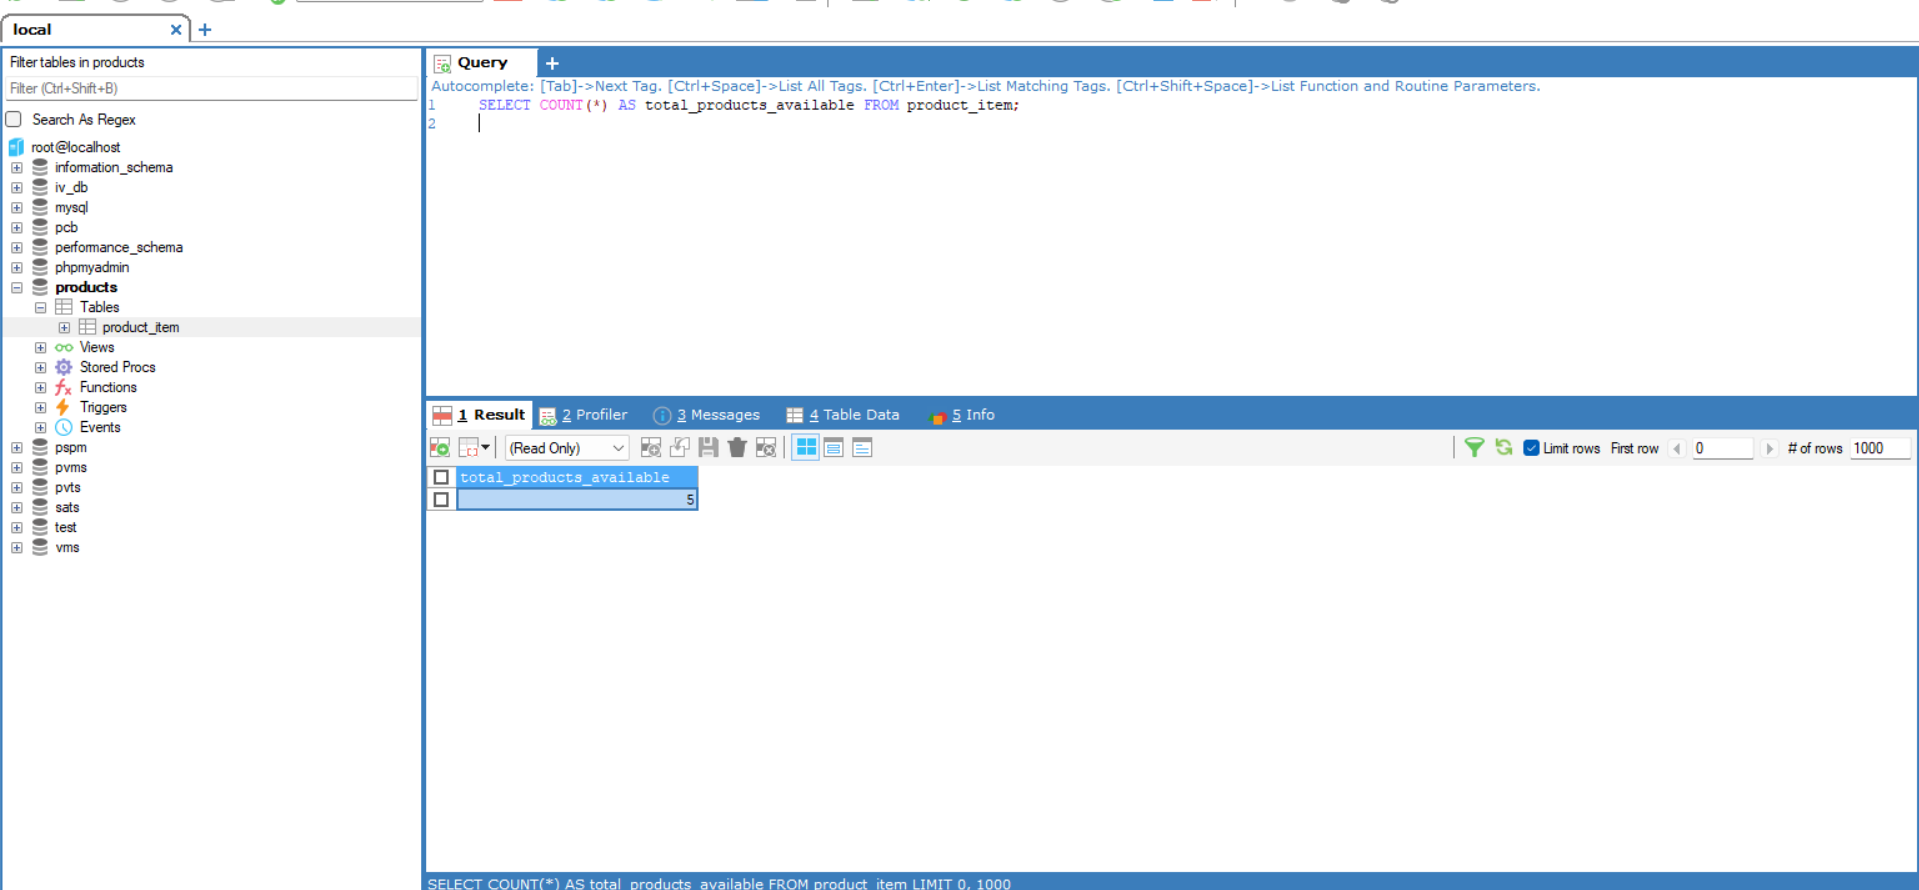 local
Filter tables in products
Filter (Ctrl+Shift+B)
Search As Regex
root@localhost
information_schema
iv_db
mysql
pcb
performance_schema
phpmyadmin
products
Tables
product_item
Views
Stored Procs
Functions
Triggers
Events
pspm
pvms
pvts
sats
test
vms
Query
Autocomplete: [Tab]->Next Tag. [Ctrl+Space]->List All Tags. [Ctrl+Enter]->List Matching Tags. [Ctrl+Shift+Space]->List Function and Routine Parameters.
1 SELECT COUNT(*) AS total_products_available FROM product_item;
2
1 Result 2 Profiler 3 Messages 4 Table Data 5 Info
(Read Only) Limit rows First row 0 # of rows 1000
total_products_available
5
SELECT COUNT(*) AS total_products_available FROM product_item LIMIT 0, 1000